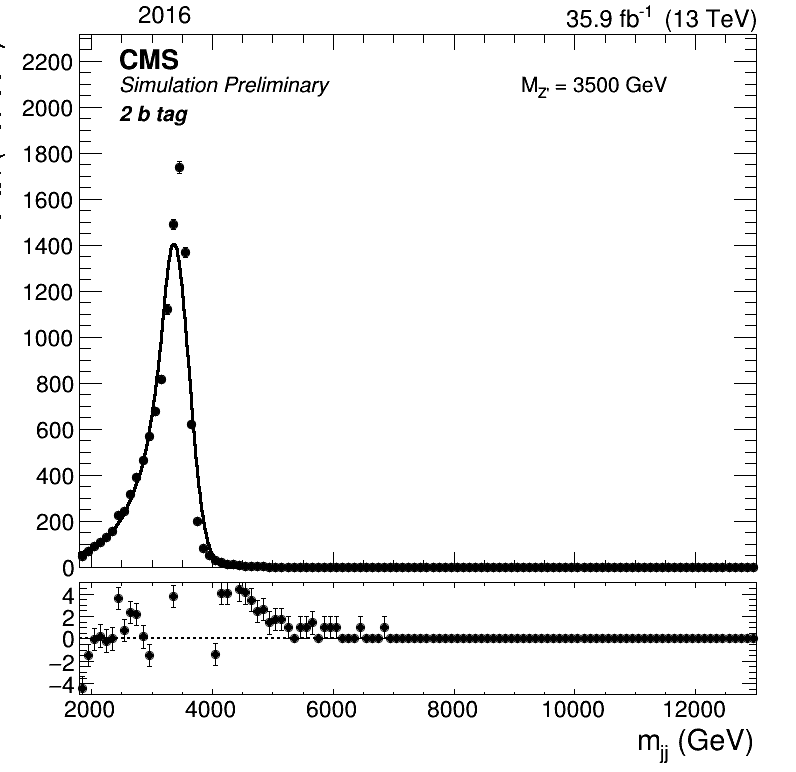 2016 35.9 fb⁻¹ (13 TeV)
CMS
Simulation Preliminary
M_Z' = 3500 GeV
2 b tag
2200
2000
1800
1600
1400
1200
1000
800
600
400
200
0
4
2
0
−2
−4
2000 4000 6000 8000 10000 12000
m_jj (GeV)